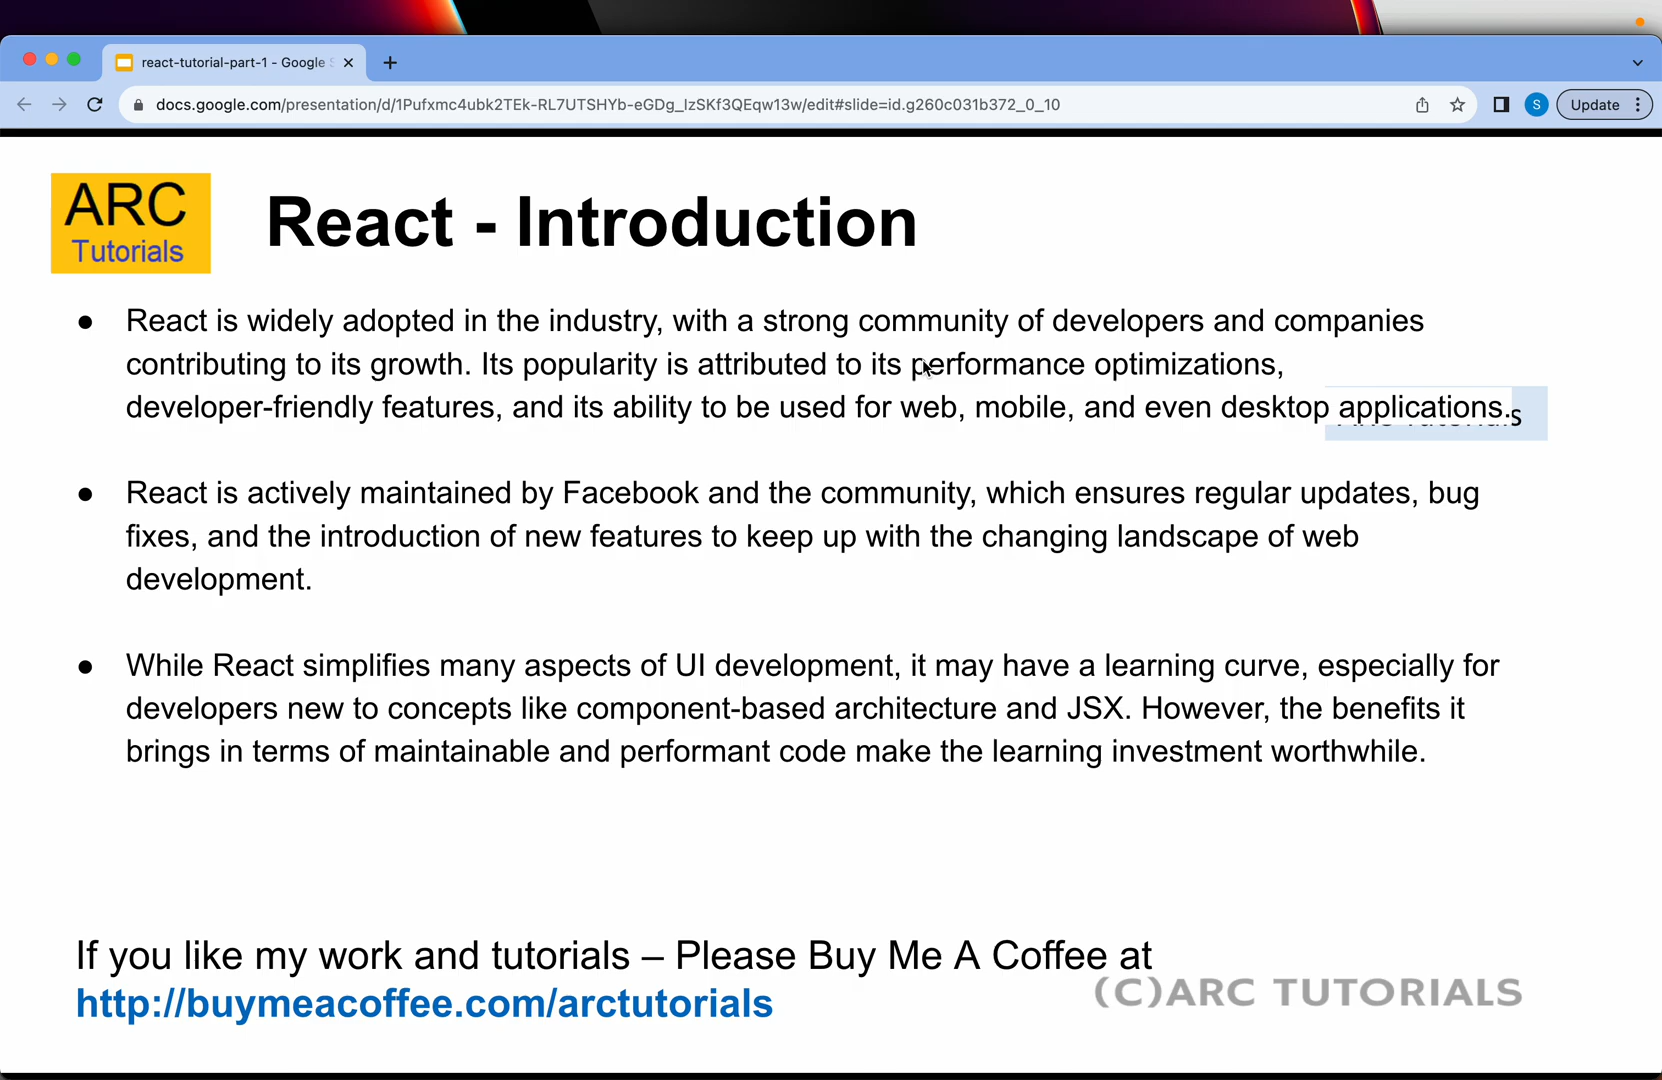 react-tutorial-part-1 - Google S
docs.google.com/presentation/d/1Pufxmc4ubk2TEk-RL7UTSHYb-eGDg_IzSKf3QEqw13w/edit#slide=id.g260c031b372_0_10
S
Update
ARC
Tutorials
React - Introduction
● React is widely adopted in the industry, with a strong community of developers and companies
contributing to its growth. Its popularity is attributed to its performance optimizations,
developer-friendly features, and its ability to be used for web, mobile, and even desktop applications.
● React is actively maintained by Facebook and the community, which ensures regular updates, bug
fixes, and the introduction of new features to keep up with the changing landscape of web
development.
● While React simplifies many aspects of UI development, it may have a learning curve, especially for
developers new to concepts like component-based architecture and JSX. However, the benefits it
brings in terms of maintainable and performant code make the learning investment worthwhile.
If you like my work and tutorials – Please Buy Me A Coffee at
http://buymeacoffee.com/arctutorials
(C)ARC TUTORIALS